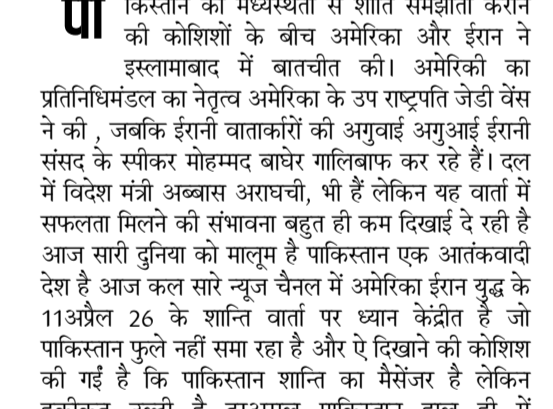 पाकिस्तान की मध्यस्थता से शांति समझौता कराने
की कोशिशों के बीच अमेरिका और ईरान ने
इस्लामाबाद में बातचीत की। अमेरिकी का
प्रतिनिधिमंडल का नेतृत्व अमेरिका के उप राष्ट्रपति जेडी वेंस
ने की , जबकि ईरानी वाताकारों की अगुवाई अगुआई ईरानी
संसद के स्पीकर मोहम्मद बाघेर गालिबाफ कर रहे हैं। दल
में विदेश मंत्री अब्बास अराघची, भी हैं लेकिन यह वार्ता में
सफलता मिलने की संभावना बहुत ही कम दिखाई दे रही है
आज सारी दुनिया को मालूम है पाकिस्तान एक आतंकवादी
देश है आज कल सारे न्यूज चैनल में अमेरिका ईरान युद्ध के
11अप्रैल 26 के शान्ति वार्ता पर ध्यान केंद्रीत है जो
पाकिस्तान फुले नहीं समा रहा है और ऐ दिखाने की कोशिश
की गईं है कि पाकिस्तान शान्ति का मैसेंजर है लेकिन